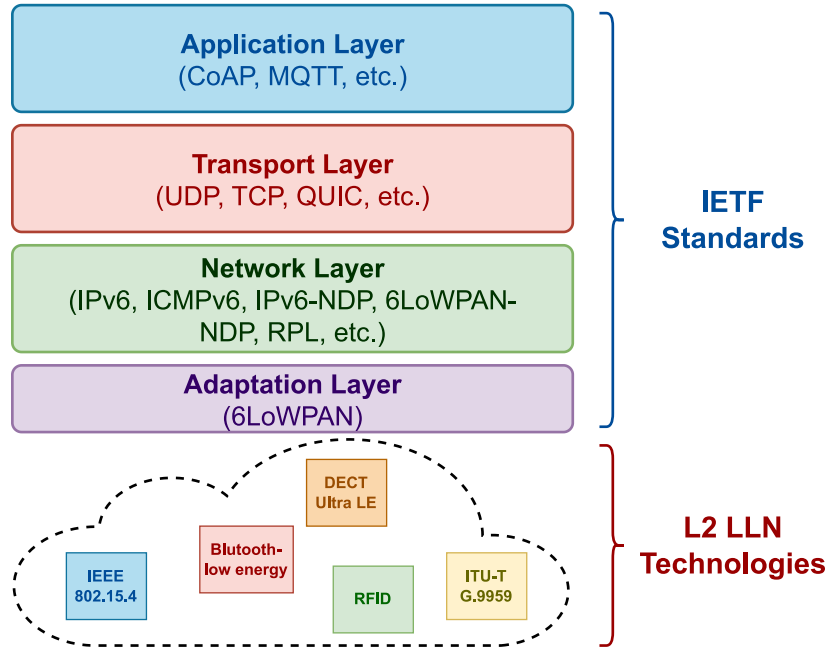 Application Layer
(CoAP, MQTT, etc.)
Transport Layer
(UDP, TCP, QUIC, etc.)
Network Layer
(IPv6, ICMPv6, IPv6-NDP, 6LoWPAN-
NDP, RPL, etc.)
Adaptation Layer
(6LoWPAN)
IETF
Standards
DECT
Ultra LE
Blutooth-
low energy
IEEE
802.15.4
RFID
ITU-T
G.9959
L2 LLN
Technologies